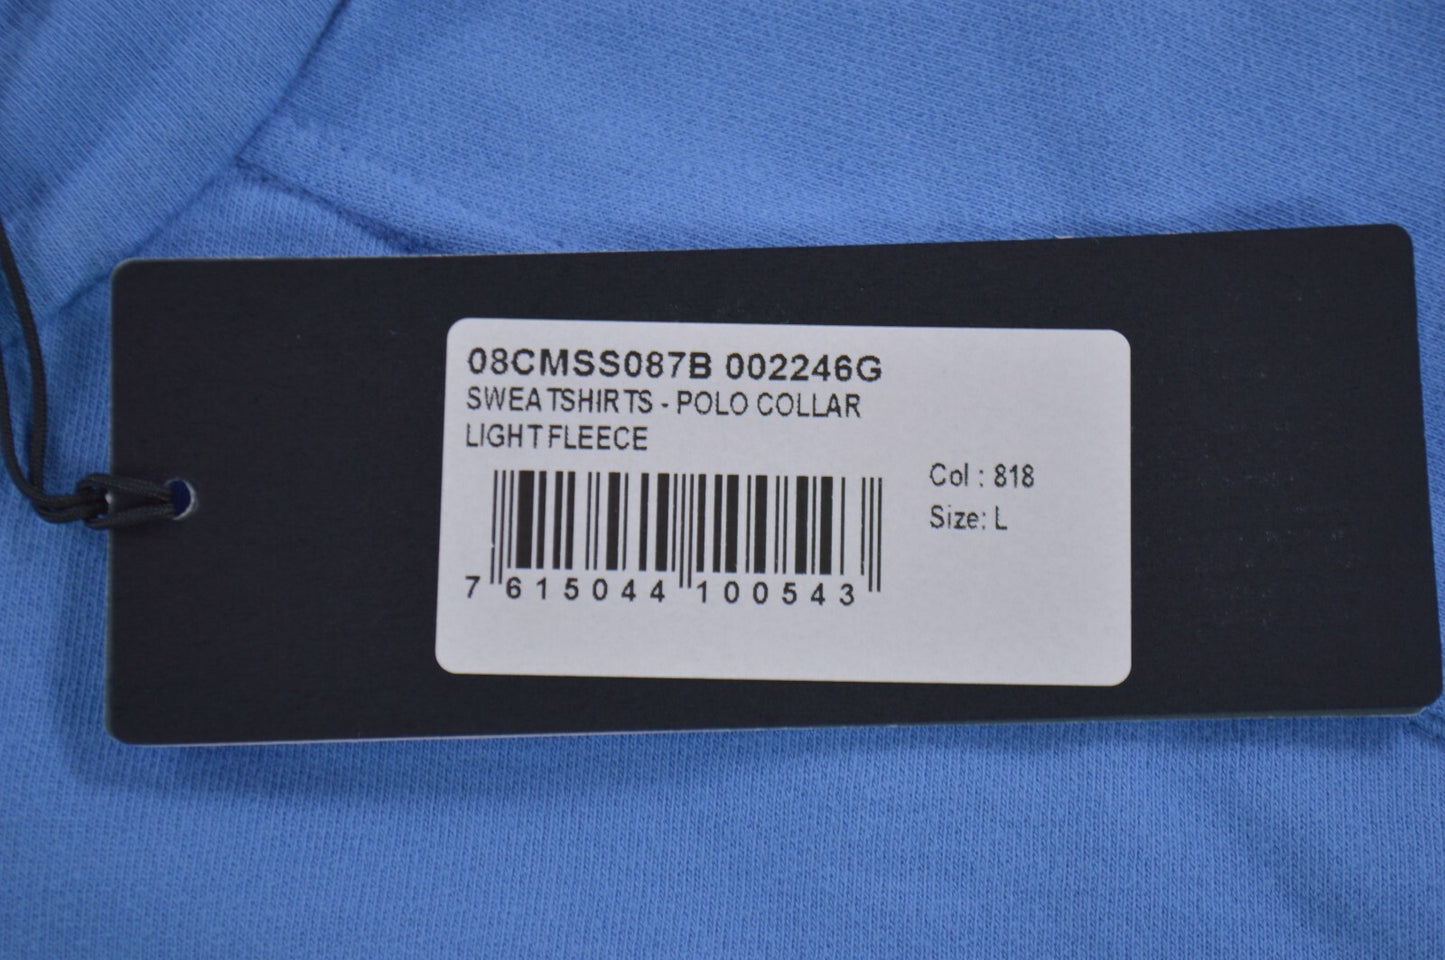 08CMSS087B 002246G
SWEATSHIRTS - POLO COLLAR
LIGHT FLEECE
Col : 818
Size: L
7 615044 100543